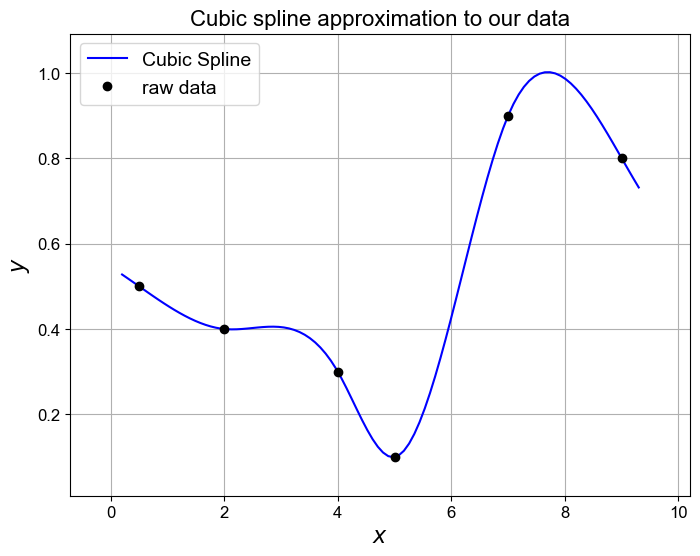 Cubic spline approximation to our data
Cubic Spline
raw data
1.0
0.8
0.6
0.4
0.2
y
0 2 4 6 8 10
x